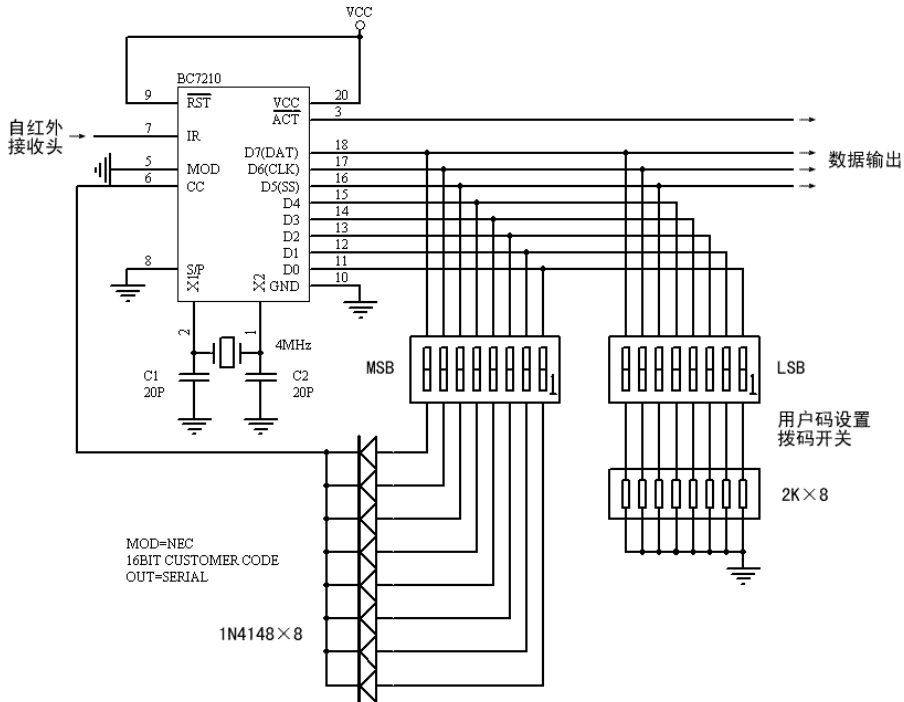 VCC
BC7210
9
RST
VCC
20
ACT
3
自红外
接收头
7
IR
D7(DAT)
18
数据输出
5
MOD
D6(CLK)
17
6
CC
D5(SS)
16
D4
15
D3
14
D2
13
D1
12
8
S/P
D0
11
X1
X2
GND
10
2
1
4MHz
C1
20P
C2
20P
MSB
1
1
LSB
用户码设置
拨码开关
2K×8
MOD=NEC
16BIT CUSTOMER CODE
OUT=SERIAL
1N4148×8